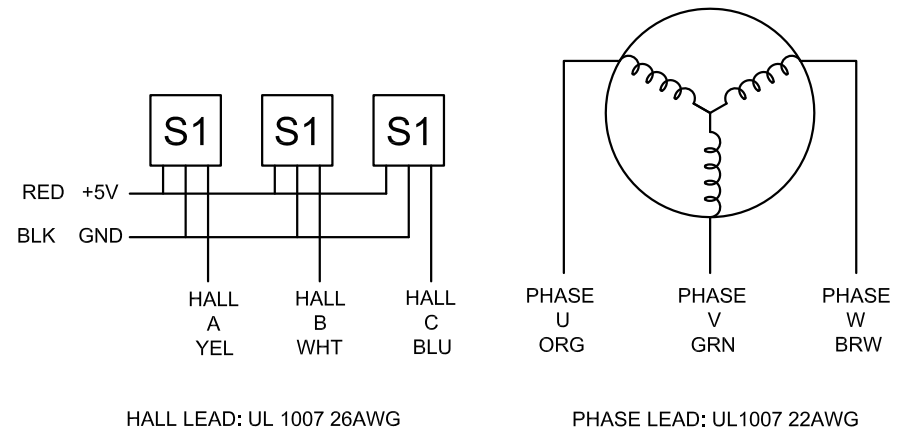 S1 S1 S1
RED +5V
BLK GND
HALL
A
YEL
HALL
B
WHT
HALL
C
BLU
HALL LEAD: UL 1007 26AWG
PHASE
U
ORG
PHASE
V
GRN
PHASE
W
BRW
PHASE LEAD: UL1007 22AWG